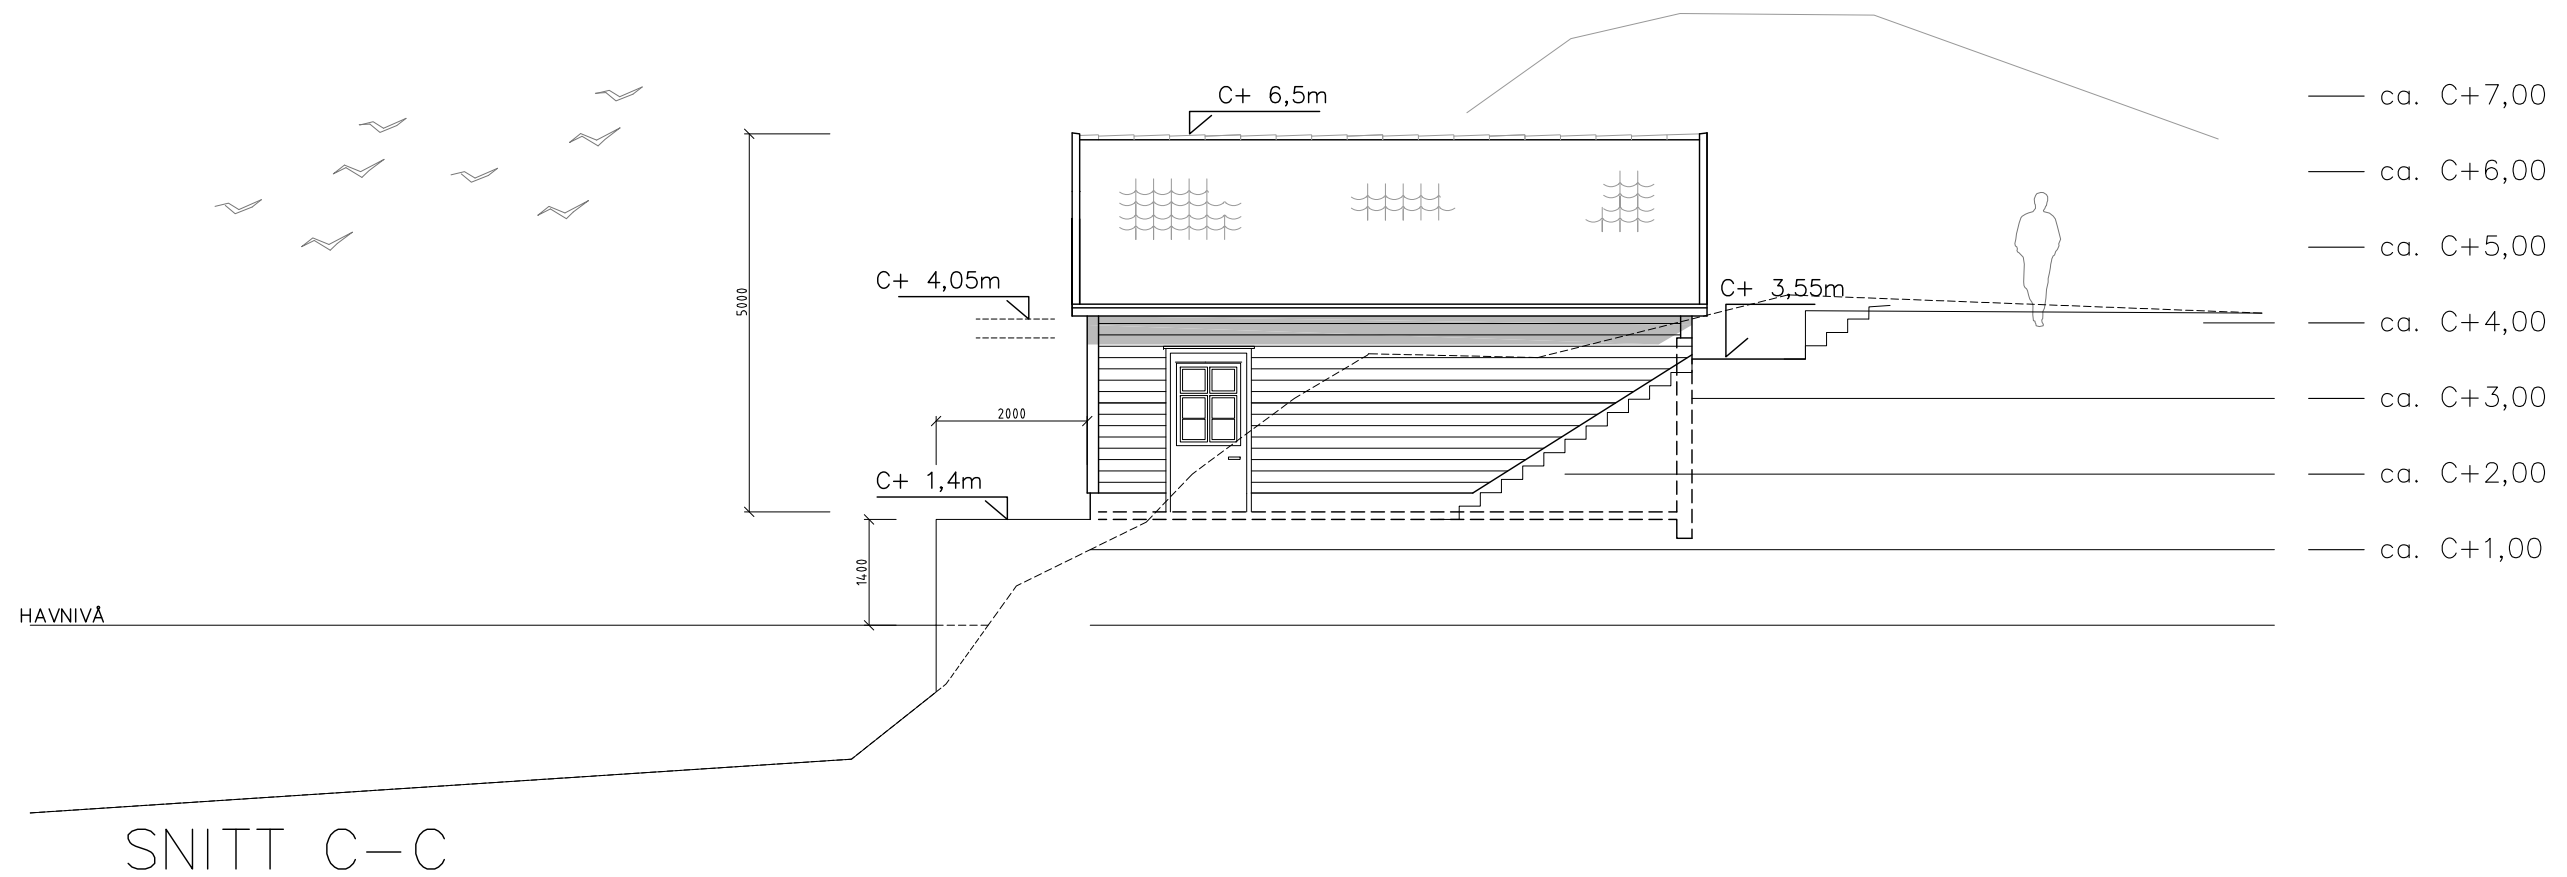 C+ 6,5m
ca. C+7,00
ca. C+6,00
ca. C+5,00
C+ 4,05m
C+ 3,55m
5000
ca. C+4,00
ca. C+3,00
2000
C+ 1,4m
ca. C+2,00
ca. C+1,00
1400
HAVNIVÅ
SNITT C-C